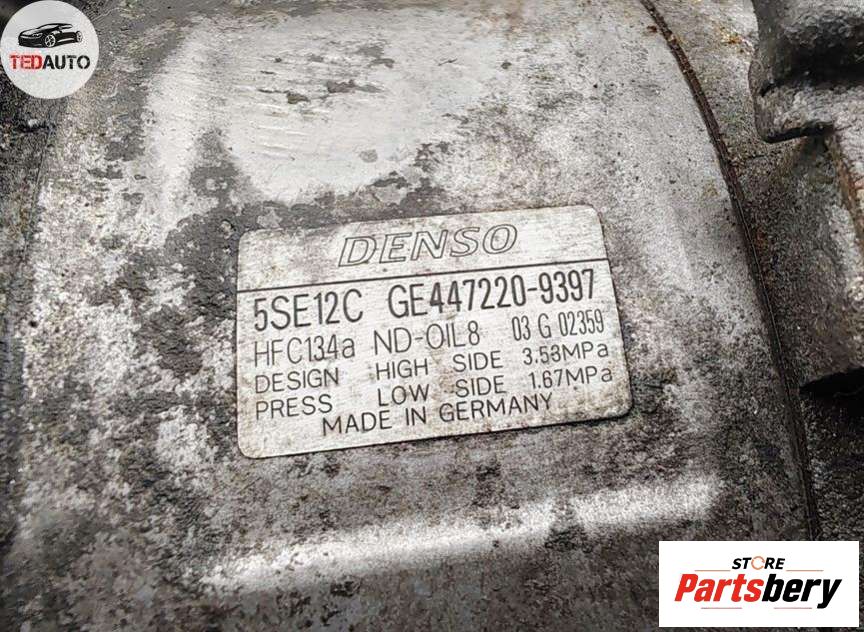 TEDAUTO
DENSO
5SE12C GE447220-9397
HFC134a ND-OIL8 03 G 02359
DESIGN HIGH SIDE 3.53MPa
PRESS LOW SIDE 1.67MPa
MADE IN GERMANY
STORE
Partsbery